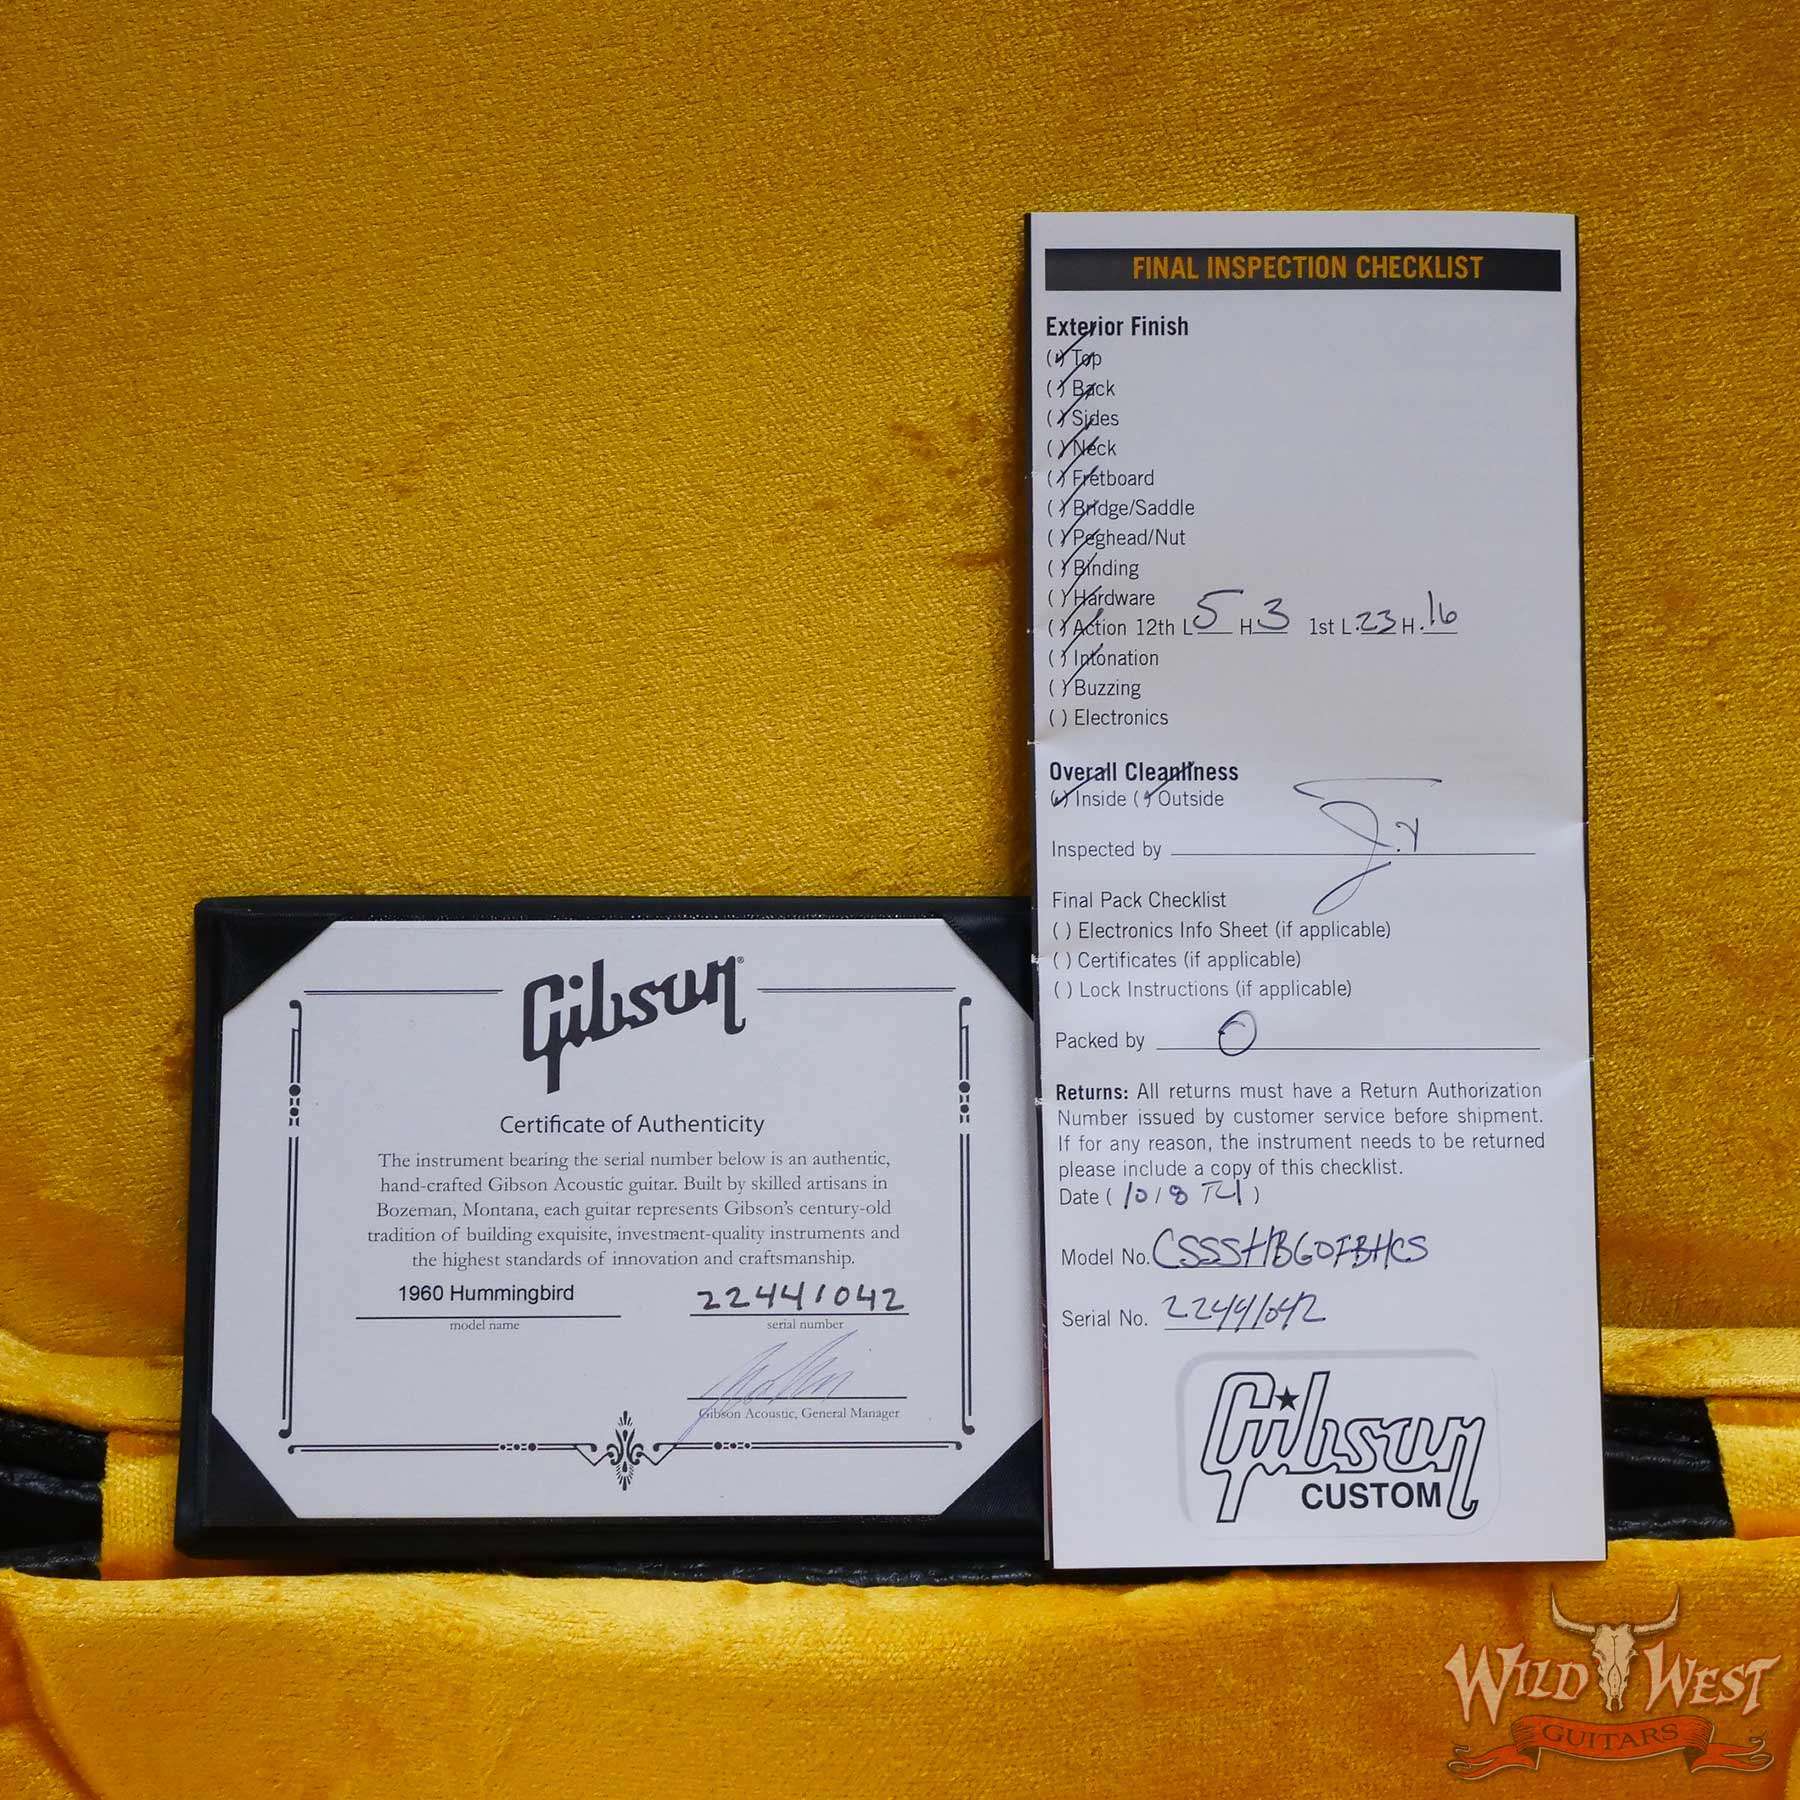 Gibson®
Certificate of Authenticity
The instrument bearing the serial number below is an authentic,
hand-crafted Gibson Acoustic guitar. Built by skilled artisans in
Bozeman, Montana, each guitar represents Gibson's century-old
tradition of building exquisite, investment-quality instruments and
the highest standards of innovation and craftsmanship.
1960 Hummingbird 22441042
model name serial number
Gibson Acoustic, General Manager
FINAL INSPECTION CHECKLIST
Exterior Finish
( ) Top
( ) Back
( ) Sides
( ) Neck
( ) Fretboard
( ) Bridge/Saddle
( ) Peghead/Nut
( ) Binding
( ) Hardware
( ) Action 12th L 5 H 3 1st L .23 H .16
( ) Intonation
( ) Buzzing
( ) Electronics
Overall Cleanliness
( ) Inside ( ) Outside
Inspected by
Final Pack Checklist
( ) Electronics Info Sheet (if applicable)
( ) Certificates (if applicable)
( ) Lock Instructions (if applicable)
Packed by O
Returns: All returns must have a Return Authorization
Number issued by customer service before shipment.
If for any reason, the instrument needs to be returned
please include a copy of this checklist.
Date ( 10/8 )
Model No.
Serial No. 22441042
Gibson
CUSTOM
WILD WEST
GUITARS